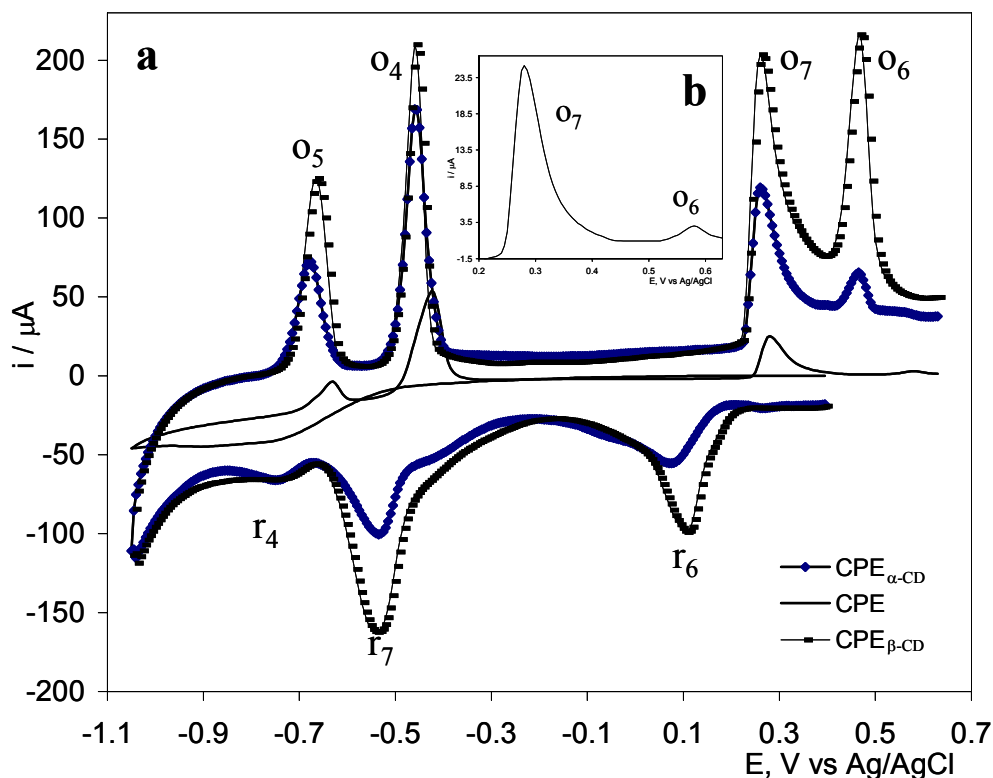 a
200
150
100
50
0
-50
-100
-150
-200
i / µA
-1.1 -0.9 -0.7 -0.5 -0.3 -0.1 0.1 0.3 0.5 0.7
E, V vs Ag/AgCl
o₅
o₄
o₇
o₆
r₄
r₇
r₆
b
23.5
18.5
13.5
8.5
3.5
-1.5
i / µA
0.2 0.3 0.4 0.5 0.6
E, V vs Ag/AgCl
o₇
o₆
CPE α-CD
CPE
CPE β-CD